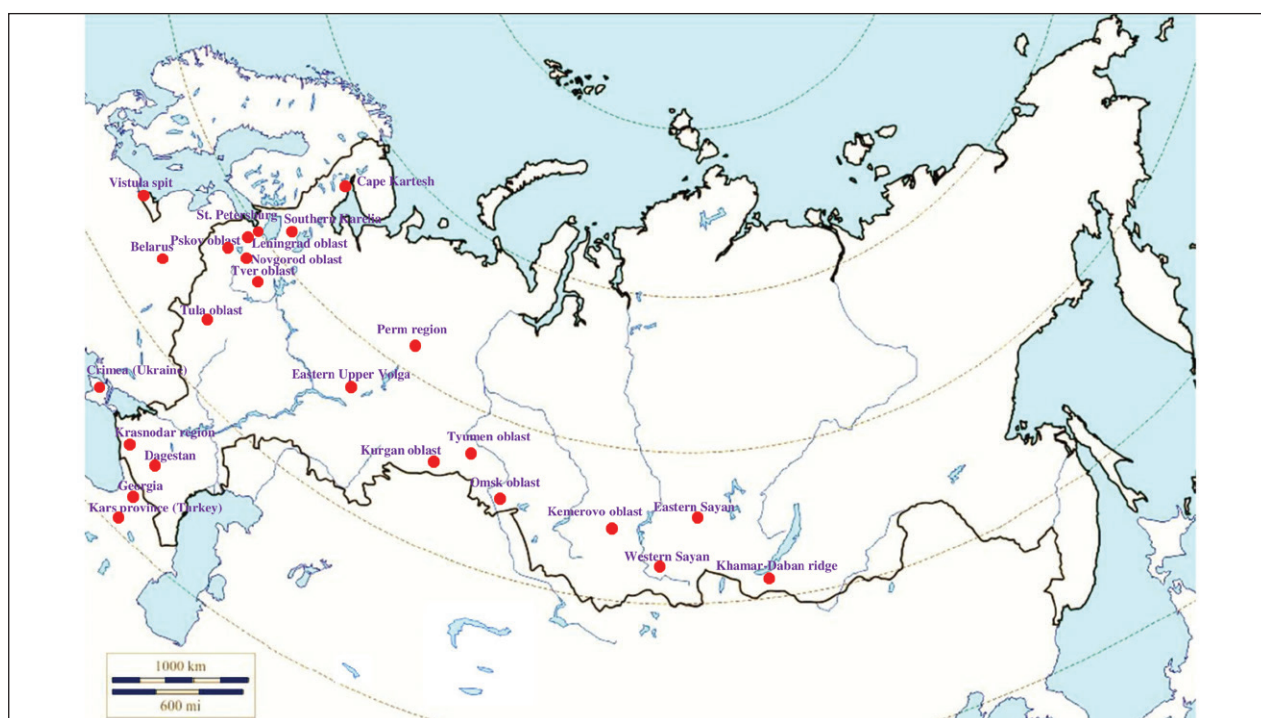 Cape Kartesh
Vistula spit
St. Petersburg
Southern Karelia
Pskov oblast
Leningrad oblast
Belarus
Novgorod oblast
Tver oblast
Tula oblast
Perm region
Crimea (Ukraine)
Eastern Upper Volga
Krasnodar region
Tyumen oblast
Dagestan
Kurgan oblast
Omsk oblast
Georgia
Kars province (Turkey)
Kemerovo oblast
Eastern Sayan
Western Sayan
Khamar-Daban ridge
1000 km
600 mi